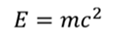 E = mc²